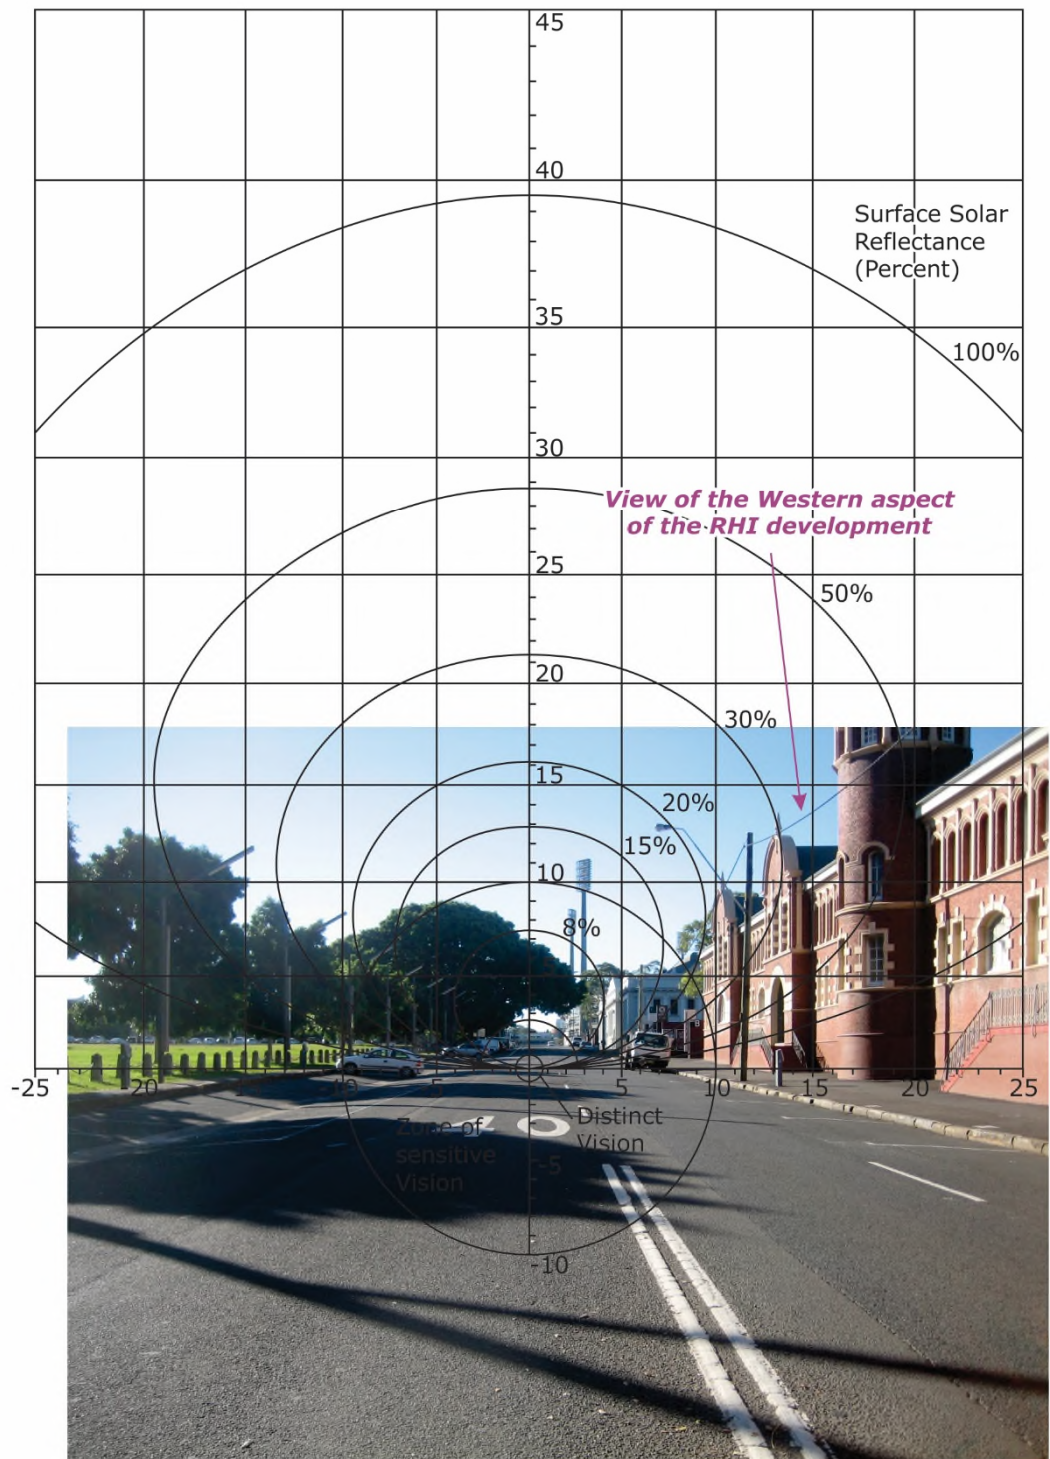 45
40
Surface Solar
Reflectance
(Percent)
35
100%
30
View of the Western aspect
of the RHI development
25
50%
20
30%
15
20%
15%
10
8%
-25
20
5
5
10
15
20
25
Distinct
Vision
Zone of
sensitive
Vision
-5
-10